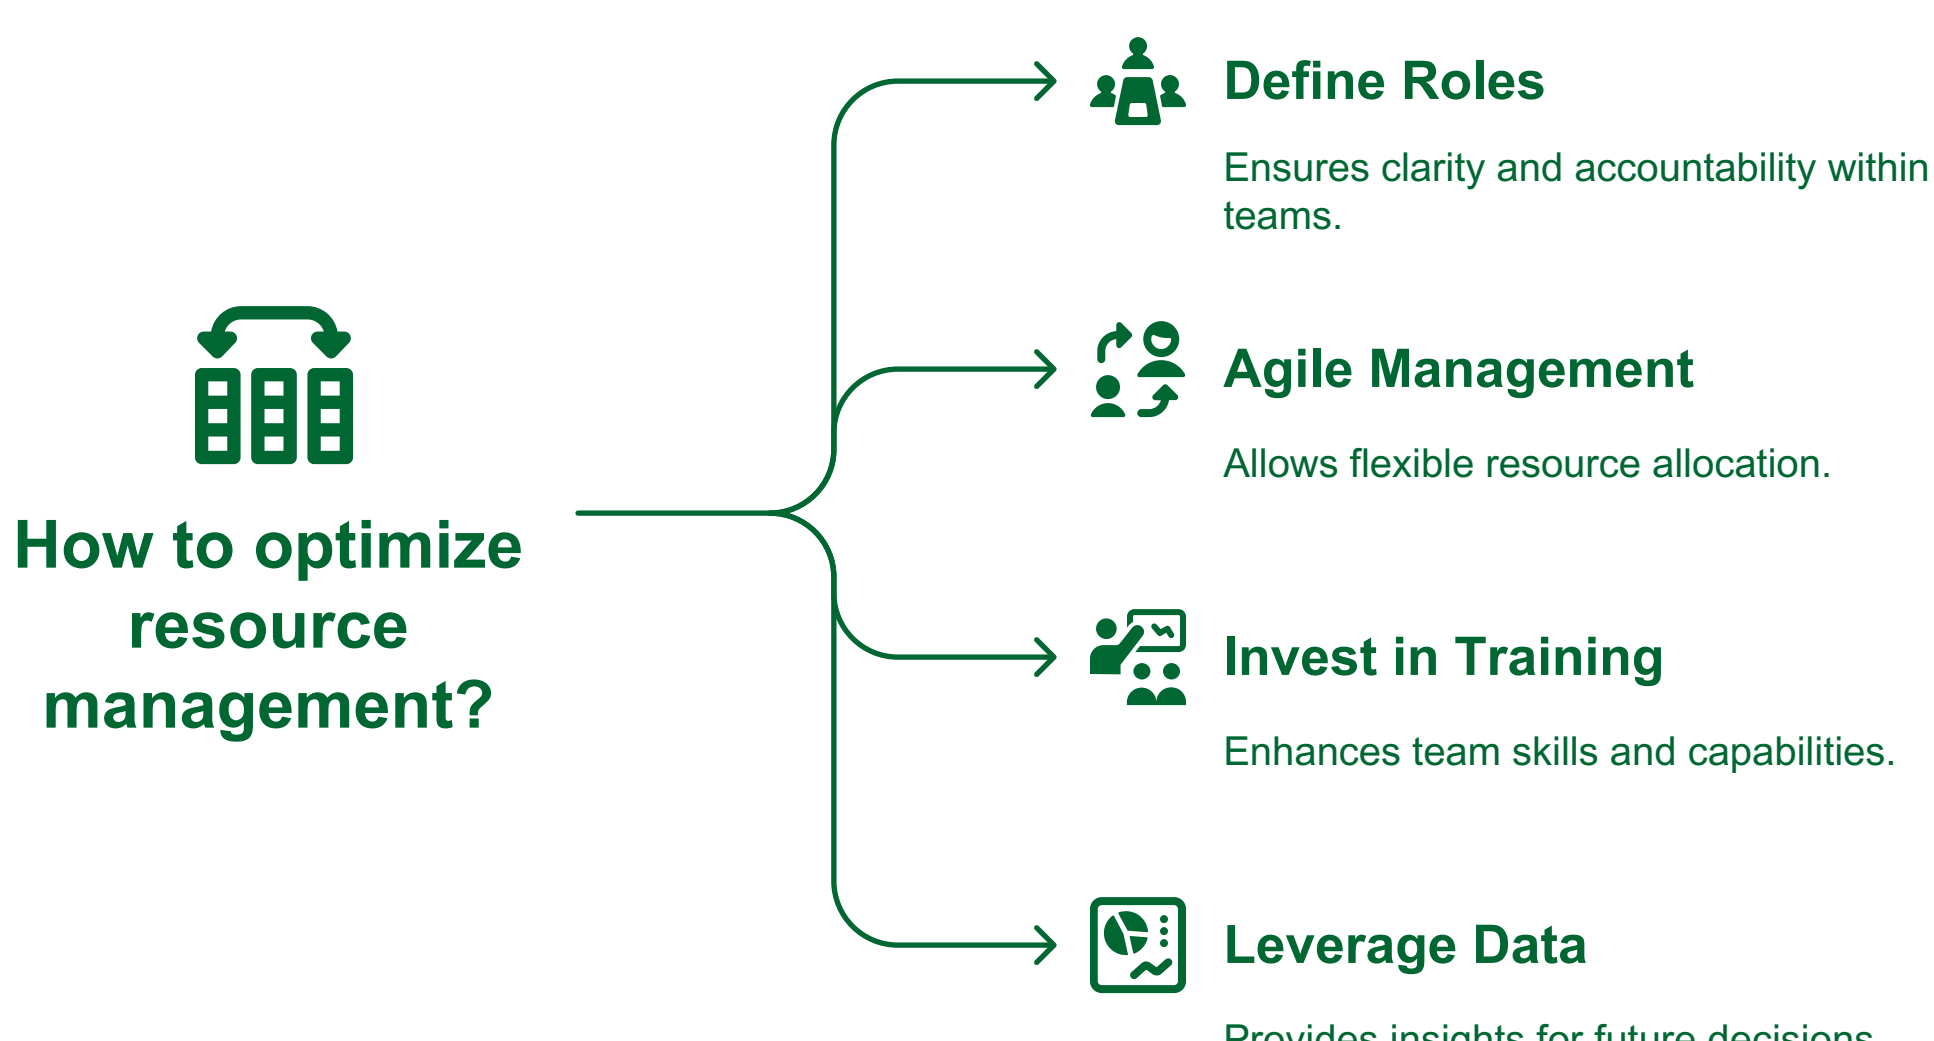 How to optimize
resource
management?
Define Roles
Ensures clarity and accountability within
teams.
Agile Management
Allows flexible resource allocation.
Invest in Training
Enhances team skills and capabilities.
Leverage Data
Provides insights for future decisions